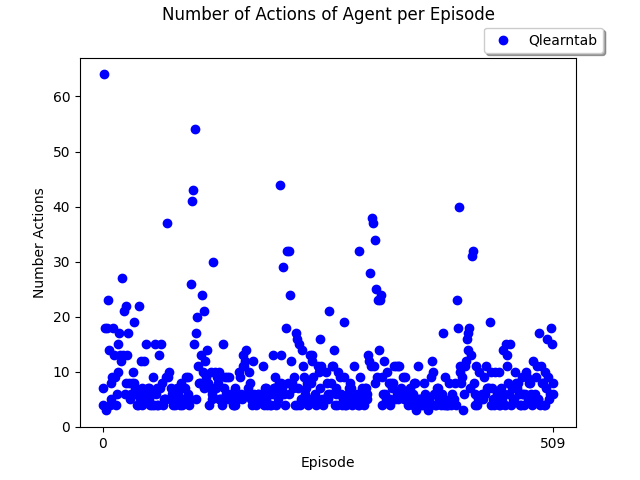 Number of Actions of Agent per Episode
Qlearntab
60
50
40
30
20
10
0
Number Actions
0
509
Episode